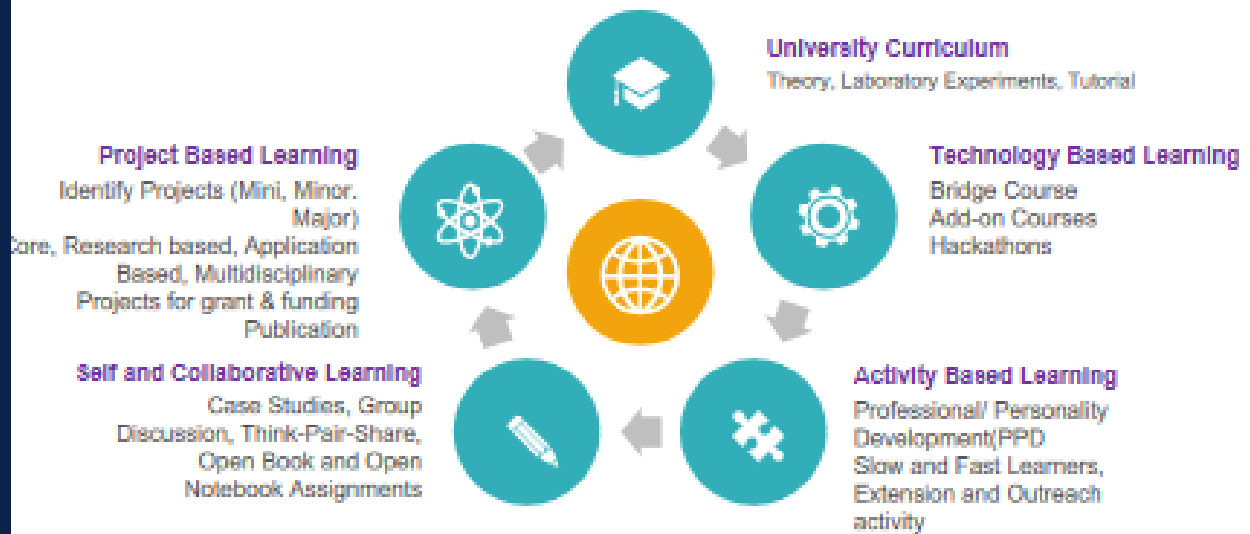 University Curriculum
Theory, Laboratory Experiments, Tutorial
Technology Based Learning
Bridge Course
Add-on Courses
Hackathons
Activity Based Learning
Professional/ Personality
Development(PPD
Slow and Fast Learners,
Extension and Outreach
activity
Self and Collaborative Learning
Case Studies, Group
Discussion, Think-Pair-Share,
Open Book and Open
Notebook Assignments
Project Based Learning
Identify Projects (Mini, Minor.
Major)
Core, Research based, Application
Based, Multidisciplinary
Projects for grant & funding
Publication